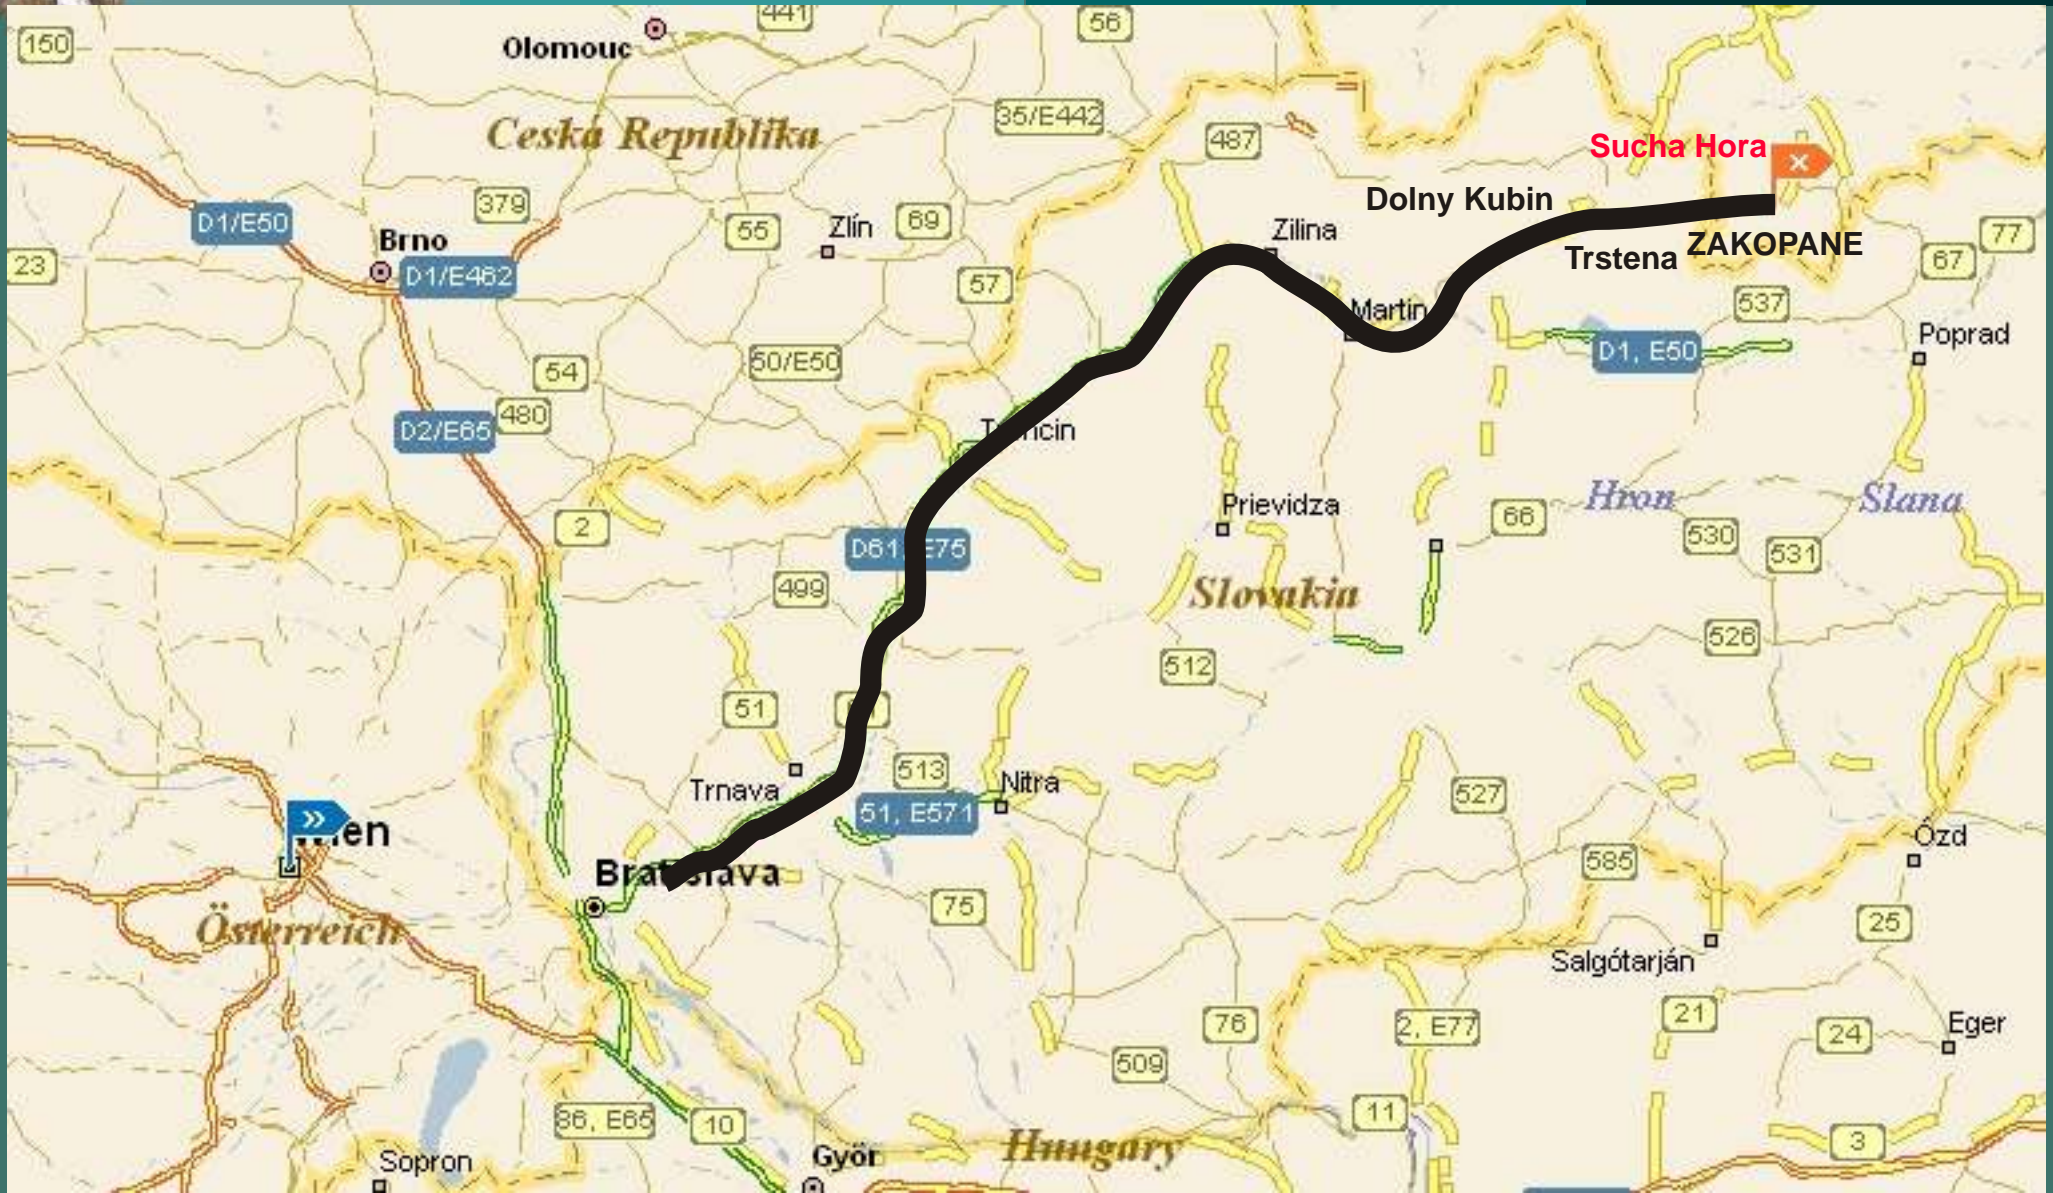 441
56
150
Olomouc
35/E442
Ceska Republika
487
Sucha Hora
379
Dolny Kubin
D1/E50
55
Zlín
69
Zilina
77
Brno
ZAKOPANE
Trstena
67
23
D1/E462
57
537
Martin
Poprad
D1, E50
50/E50
54
480
D2/E65
Hron
Slana
Prievidza
66
2
530
D61, E75
531
499
Slovakia
526
512
51
513
Nitra
Trnava
527
51, E571
Wien
Ózd
585
Bratislava
75
25
Österreich
Salgótarján
21
76
2, E77
Eger
24
509
11
86, E65
10
3
Hungary
Györ
Sopron